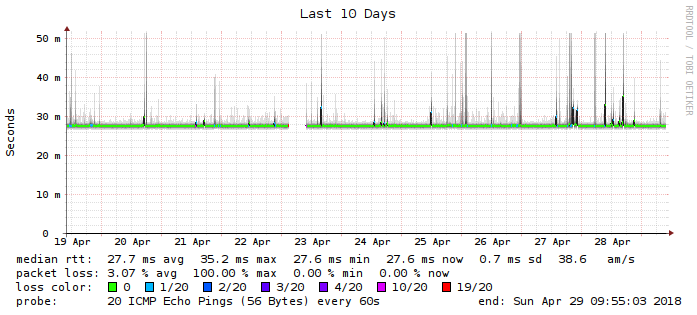 Last 10 Days
RRDTOOL / TOBI OETIKER
Seconds
50 m
40 m
30 m
20 m
10 m
0
19 Apr 20 Apr 21 Apr 22 Apr 23 Apr 24 Apr 25 Apr 26 Apr 27 Apr 28 Apr
median rtt: 27.7 ms avg 35.2 ms max 27.6 ms min 27.6 ms now 0.7 ms sd 38.6 am/s
packet loss: 3.07 % avg 100.00 % max 0.00 % min 0.00 % now
loss color: 0 1/20 2/20 3/20 4/20 10/20 19/20
probe: 20 ICMP Echo Pings (56 Bytes) every 60s end: Sun Apr 29 09:55:03 2018